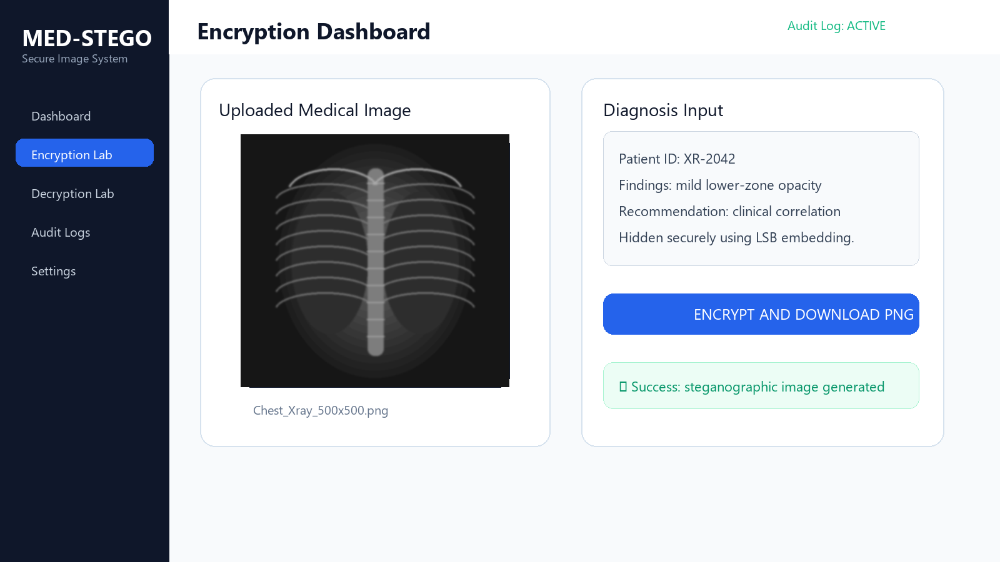 MED-STEGO
Secure Image System
Dashboard
Encryption Lab
Decryption Lab
Audit Logs
Settings
Encryption Dashboard
Audit Log: ACTIVE
Uploaded Medical Image
Chest_Xray_500x500.png
Diagnosis Input
Patient ID: XR-2042
Findings: mild lower-zone opacity
Recommendation: clinical correlation
Hidden securely using LSB embedding.
ENCRYPT AND DOWNLOAD PNG
Success: steganographic image generated